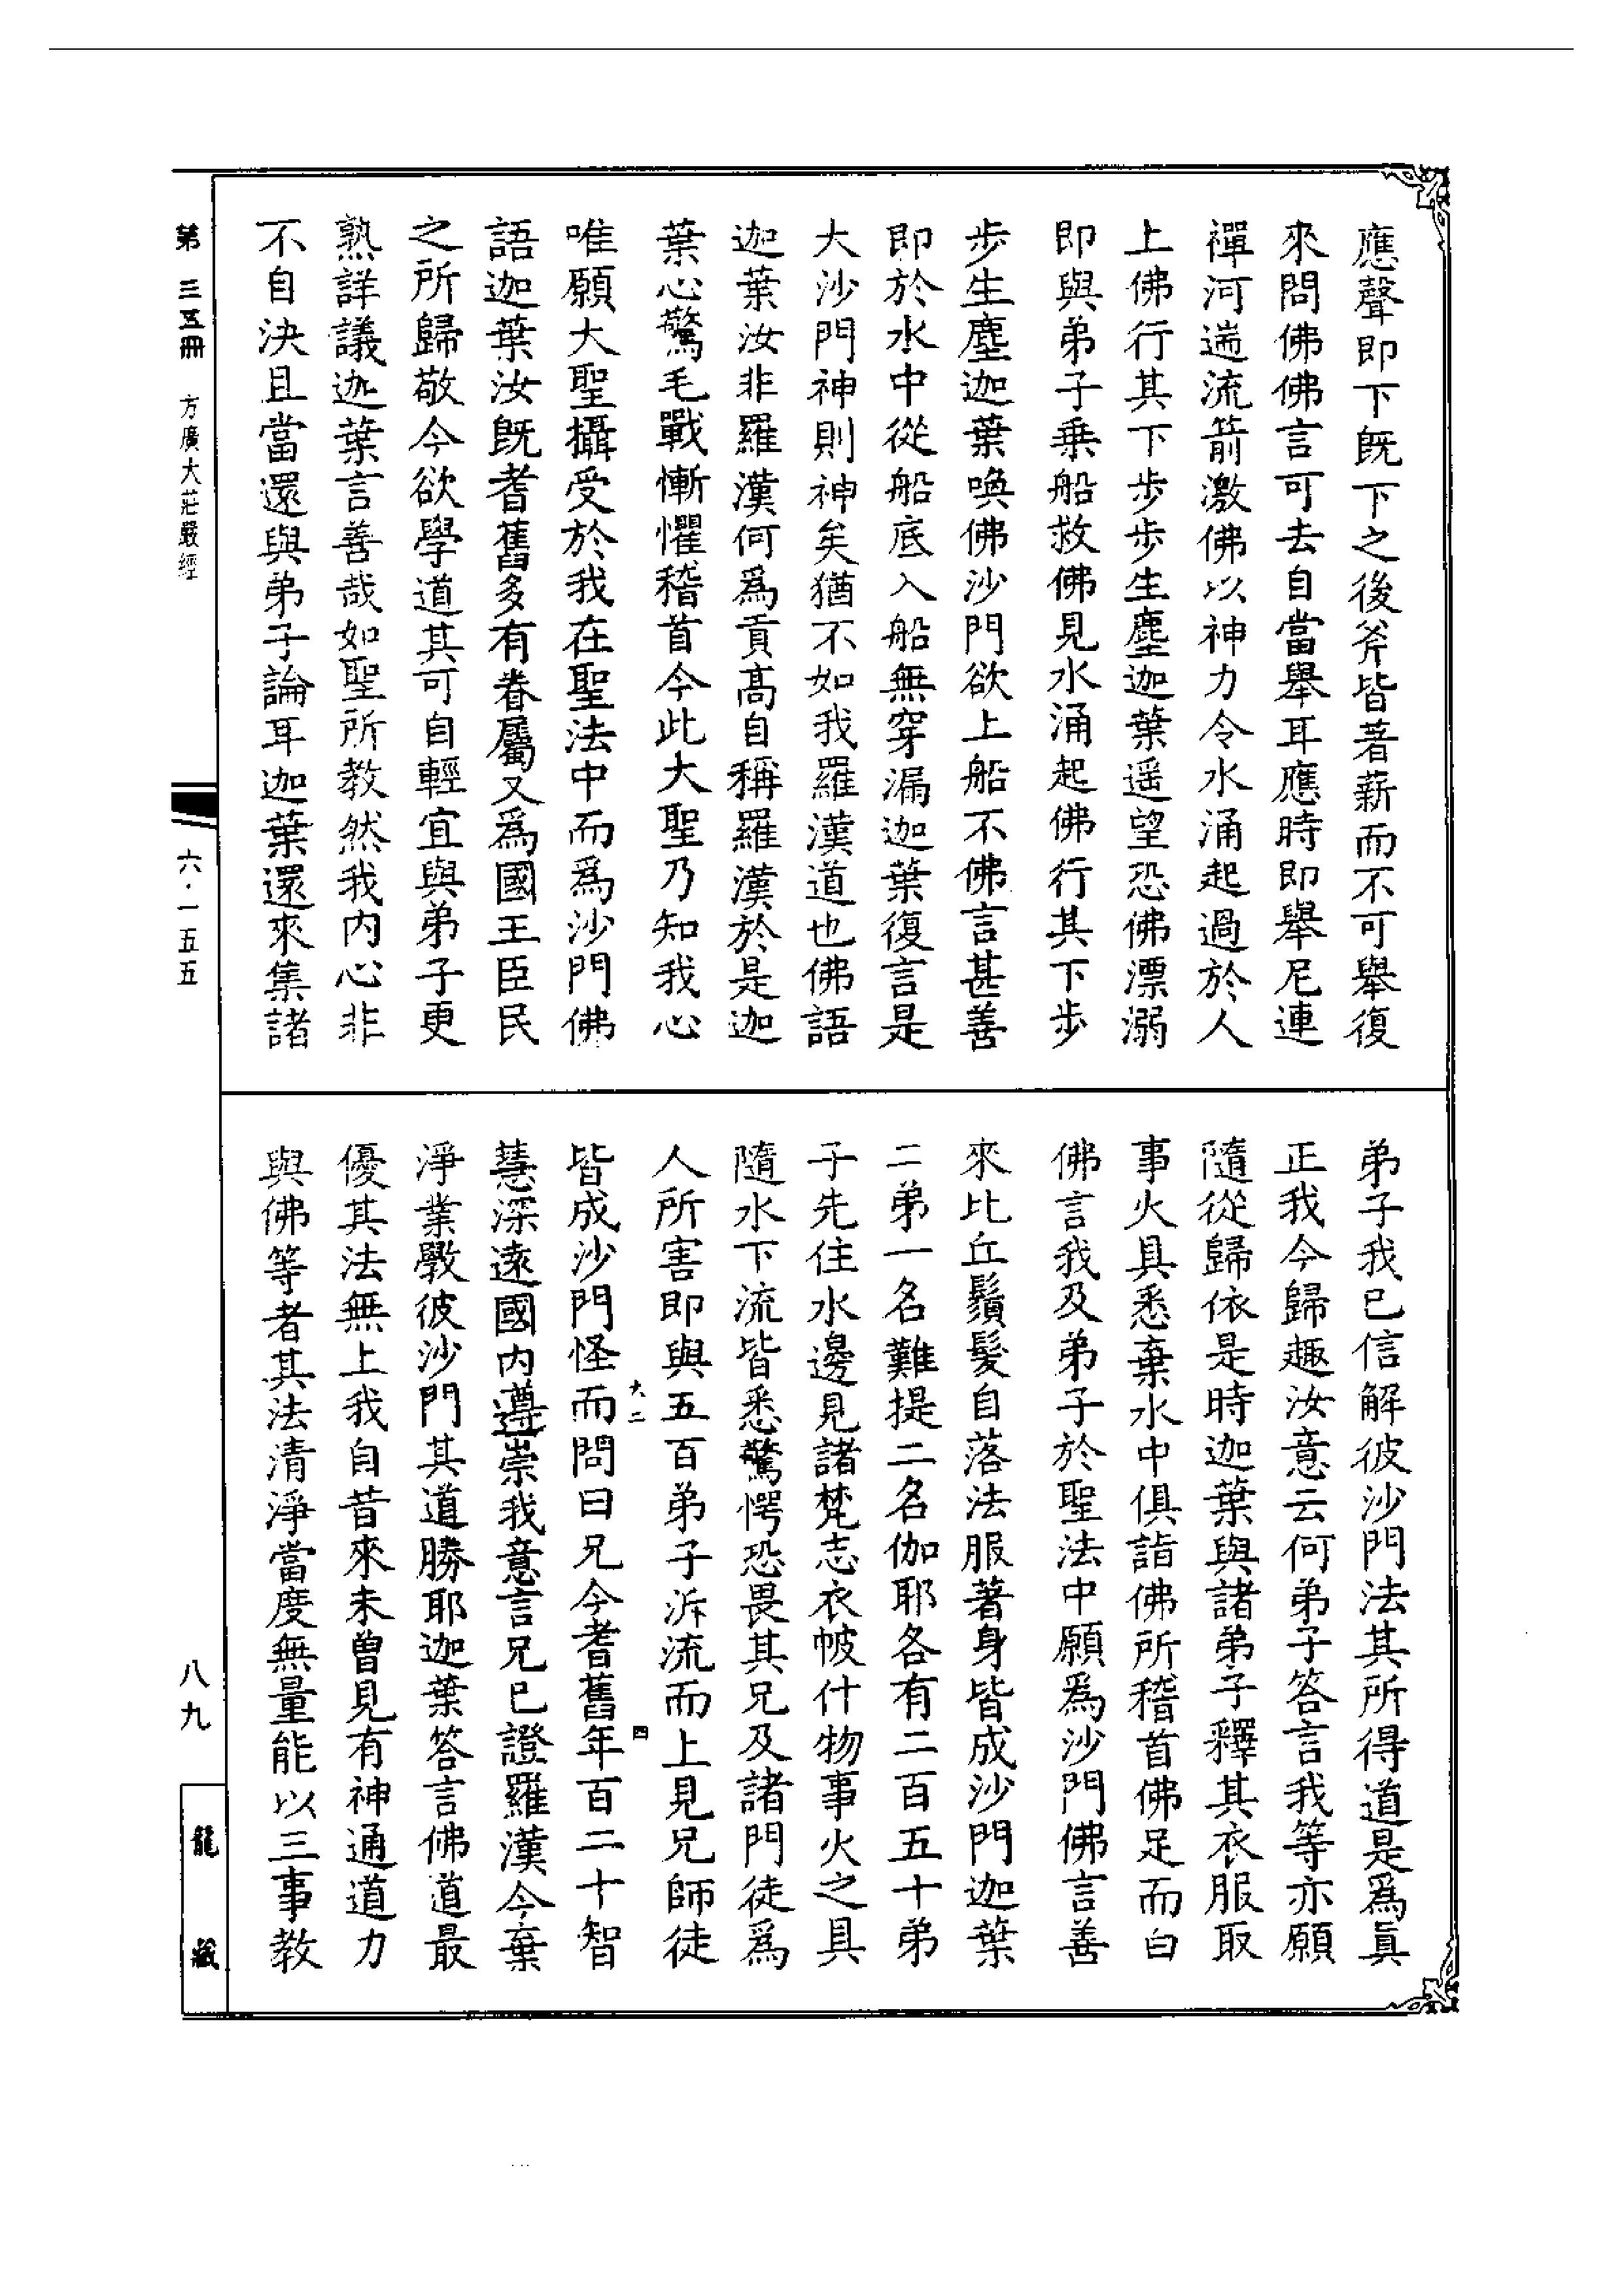 應聲即下既下之後斧皆著薪而不可舉復
來問佛佛言可去自當舉耳應時即舉尼連
禪河遄流箭激佛以神力令水涌起過於人
上佛行其下步步生塵迦葉遥望恐佛漂溺
即與弟子乗船救佛見水涌起佛行其下步
步生塵迦葉喚佛沙門欲上船不佛言甚善
即於水中從船底入船無穿漏迦葉復言是
大沙門神則神矣猶不如我羅漢道也佛語
迦葉汝非羅漢何爲貢高自稱羅漢於是迦
葉心驚毛戰慚懼稽首今此大聖乃知我心
唯願大聖攝受於我在聖法中而爲沙門佛
語迦葉汝既耆舊多有眷屬又爲國王臣民
之所歸敬今欲學道其可自輕宜與弟子更
熟詳議迦葉言善哉如聖所教然我內心非
不自決且當還與弟子論耳迦葉還來集諸
弟子我已信解彼沙門法其所得道是爲真
正我今歸趣汝意云何弟子答言我等亦願
隨從歸依是時迦葉與諸弟子釋其衣服取
事火具悉棄水中俱詣佛所稽首佛足而白
佛言我及弟子於聖法中願爲沙門佛言善
來比丘鬚髮自落法服著身皆成沙門迦葉
二弟一名難提二名伽耶各有二百五十弟
子先住水邊見諸梵志衣帔什物事火之具
隨水下流皆悉驚愕恐畏其兄及諸門徒爲
人所害即與五百弟子泝流而上見兄師徒
大二 四
皆成沙門怪而問曰兄今耆舊年百二十智
慧深遠國內遵崇我意言兄已證羅漢今棄
淨業斆彼沙門其道勝耶迦葉答言佛道最
優其法無上我自昔來未曾見有神通道力
與佛等者其法清淨當度無量能以三事教
第三五冊 方廣大莊嚴經
六·一五五
八九
龍藏